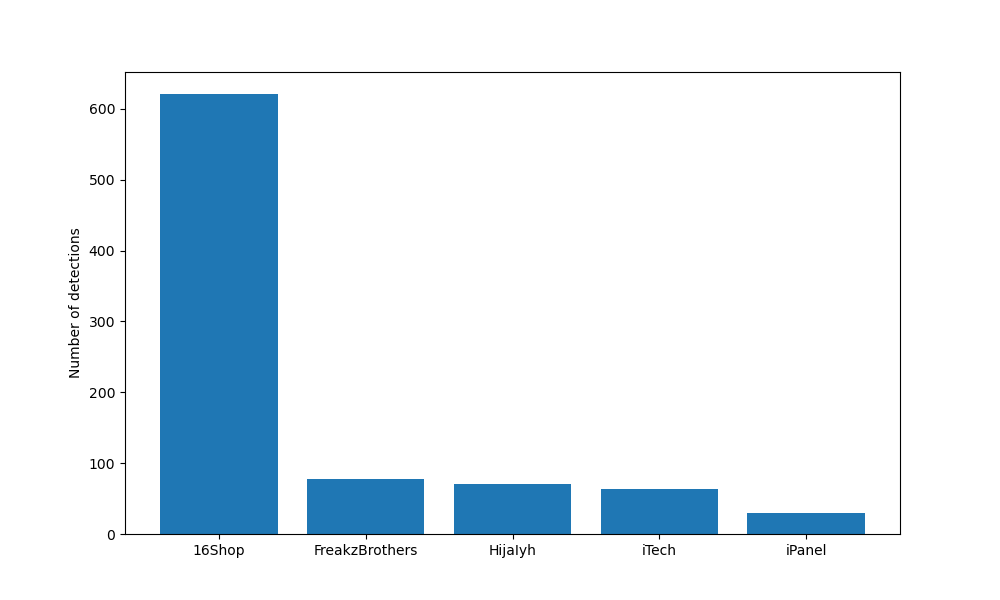 600
500
400
300
200
100
0
Number of detections
16Shop
FreakzBrothers
HijaIyh
iTech
iPanel